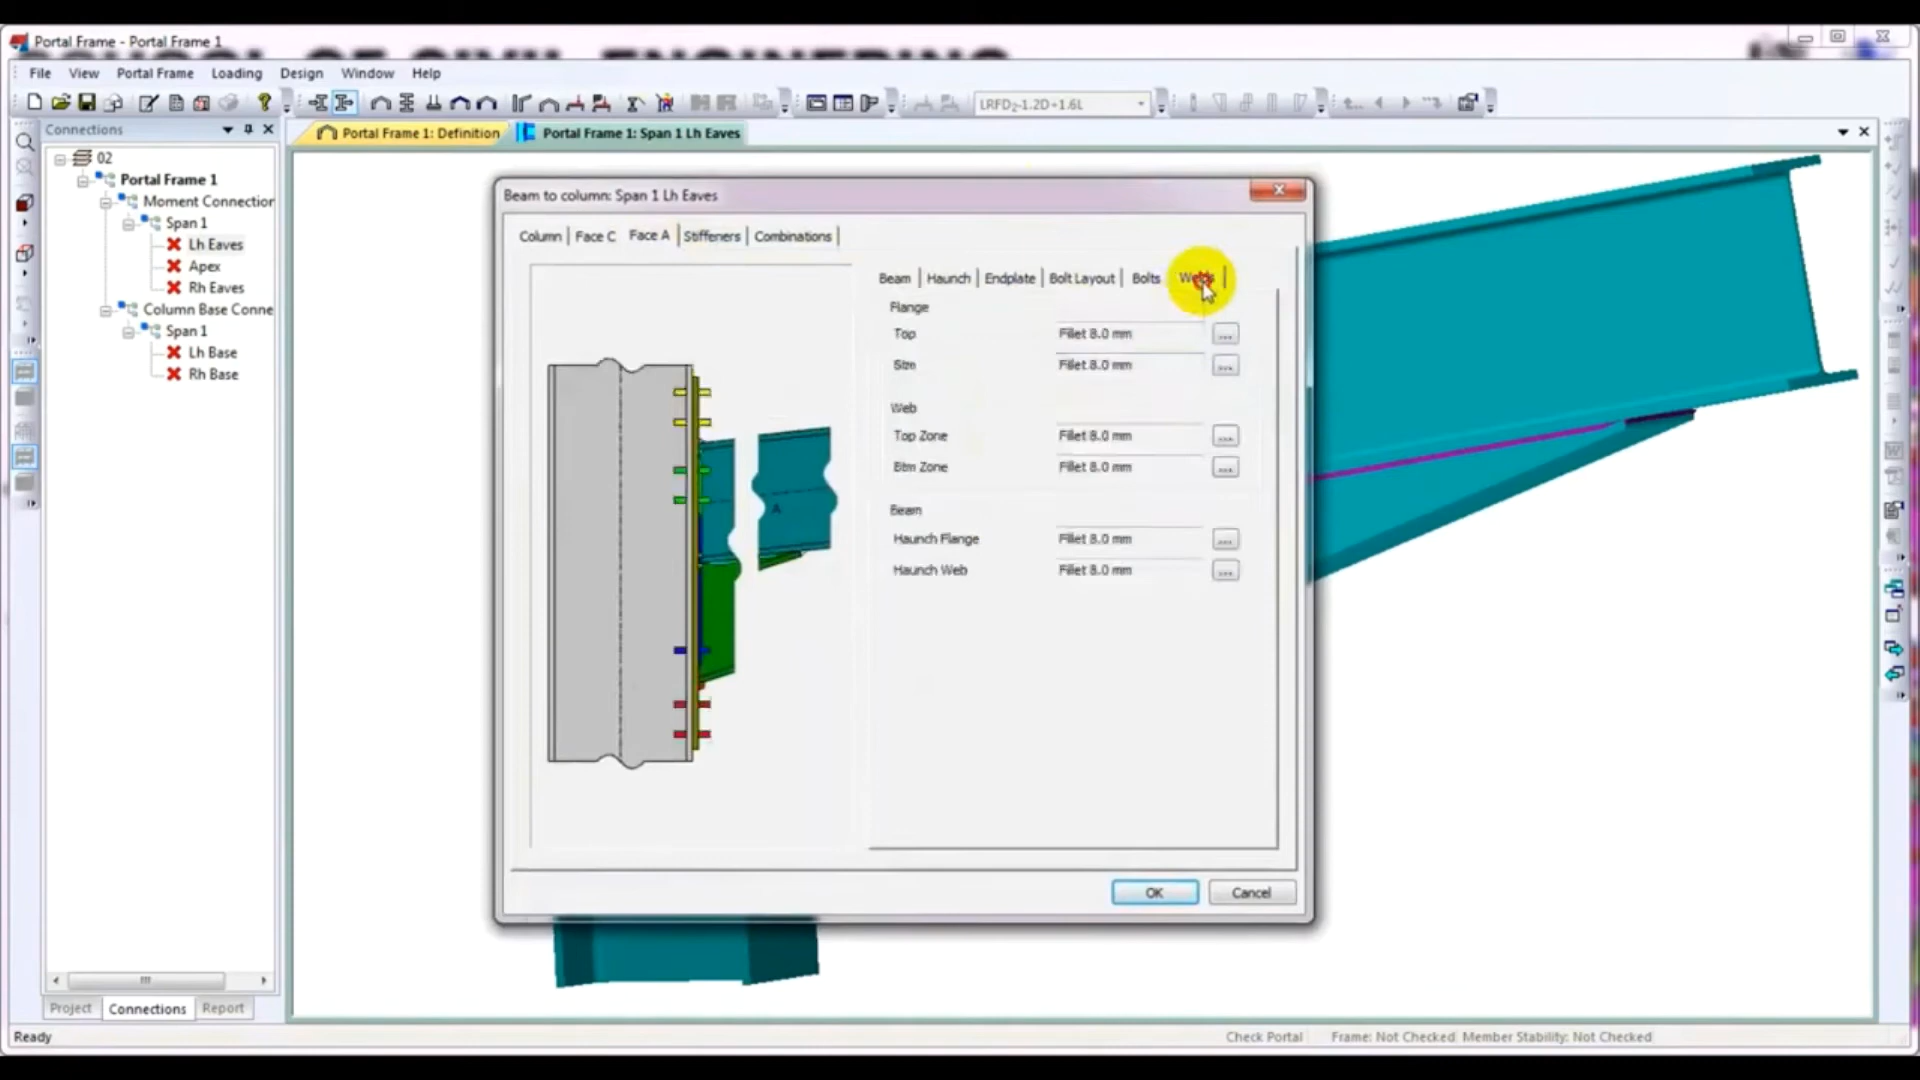 Portal Frame - Portal Frame 1
File View Portal Frame Loading Design Window Help
LRFD2-1.2D+1.6L
Connections
Portal Frame 1: Definition
Portal Frame 1: Span 1 Lh Eaves
02
Portal Frame 1
Moment Connection
Span 1
Lh Eaves
Apex
Rh Eaves
Column Base Conne
Span 1
Lh Base
Rh Base
Beam to column: Span 1 Lh Eaves
Column Face C Face A Stiffeners Combinations
Beam Haunch Endplate Bolt Layout Bolts
Flange
Top Fillet 8.0 mm ...
Btm Fillet 8.0 mm ...
Web
Top Zone Fillet 8.0 mm ...
Btm Zone Fillet 8.0 mm ...
Beam
Haunch Flange Fillet 8.0 mm ...
Haunch Web Fillet 8.0 mm ...
A
OK Cancel
Project Connections Report
Ready
Check Portal Frame: Not Checked Member Stability: Not Checked